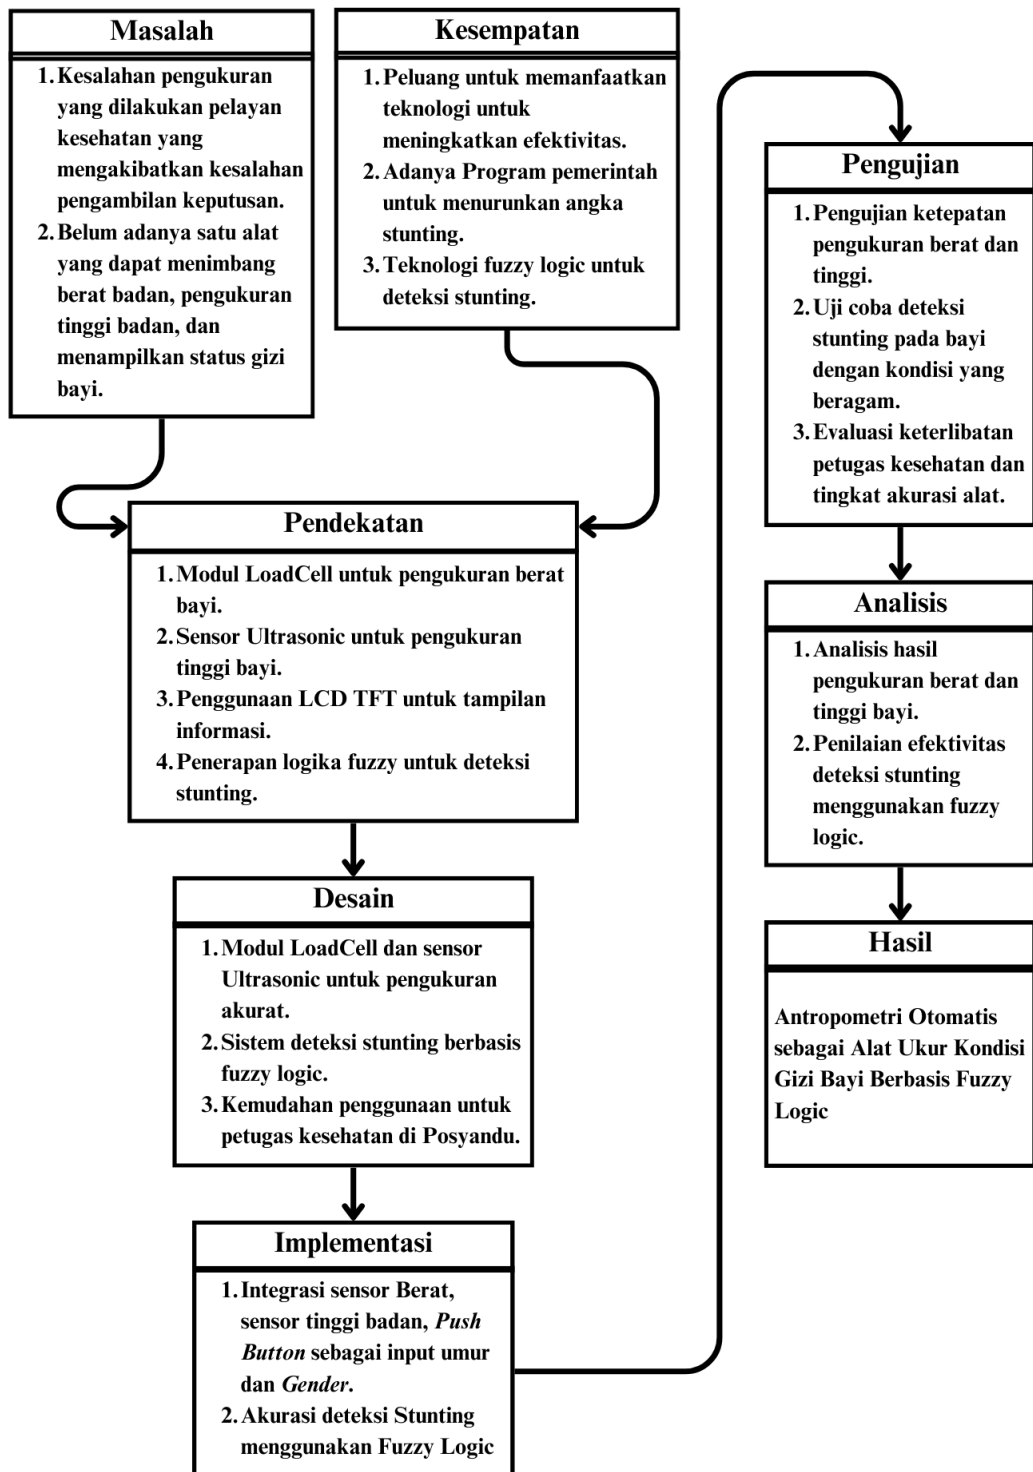 Masalah
1. Kesalahan pengukuran
yang dilakukan pelayan
kesehatan yang
mengakibatkan kesalahan
pengambilan keputusan.
2. Belum adanya satu alat
yang dapat menimbang
berat badan, pengukuran
tinggi badan, dan
menampilkan status gizi
bayi.
Kesempatan
1. Peluang untuk memanfaatkan
teknologi untuk
meningkatkan efektivitas.
2. Adanya Program pemerintah
untuk menurunkan angka
stunting.
3. Teknologi fuzzy logic untuk
deteksi stunting.
Pendekatan
1. Modul LoadCell untuk pengukuran berat
bayi.
2. Sensor Ultrasonic untuk pengukuran
tinggi bayi.
3. Penggunaan LCD TFT untuk tampilan
informasi.
4. Penerapan logika fuzzy untuk deteksi
stunting.
Desain
1. Modul LoadCell dan sensor
Ultrasonic untuk pengukuran
akurat.
2. Sistem deteksi stunting berbasis
fuzzy logic.
3. Kemudahan penggunaan untuk
petugas kesehatan di Posyandu.
Implementasi
1. Integrasi sensor Berat,
sensor tinggi badan, Push
Button sebagai input umur
dan Gender.
2. Akurasi deteksi Stunting
menggunakan Fuzzy Logic
Pengujian
1. Pengujian ketepatan
pengukuran berat dan
tinggi.
2. Uji coba deteksi
stunting pada bayi
dengan kondisi yang
beragam.
3. Evaluasi keterlibatan
petugas kesehatan dan
tingkat akurasi alat.
Analisis
1. Analisis hasil
pengukuran berat dan
tinggi bayi.
2. Penilaian efektivitas
deteksi stunting
menggunakan fuzzy
logic.
Hasil
Antropometri Otomatis
sebagai Alat Ukur Kondisi
Gizi Bayi Berbasis Fuzzy
Logic